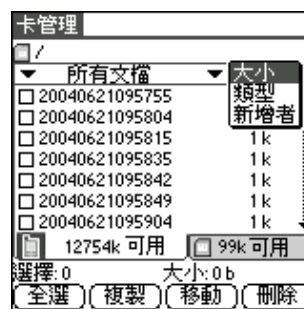 卡管理
/
所有文檔
大小
類型
新增者
20040621095755
20040621095804
20040621095815 1k
20040621095835 1k
20040621095842 1k
20040621095849 1k
20040621095904 1k
12754k 可用 99k 可用
選擇: 0 大小: 0 b
全選 複製 移動 刪除